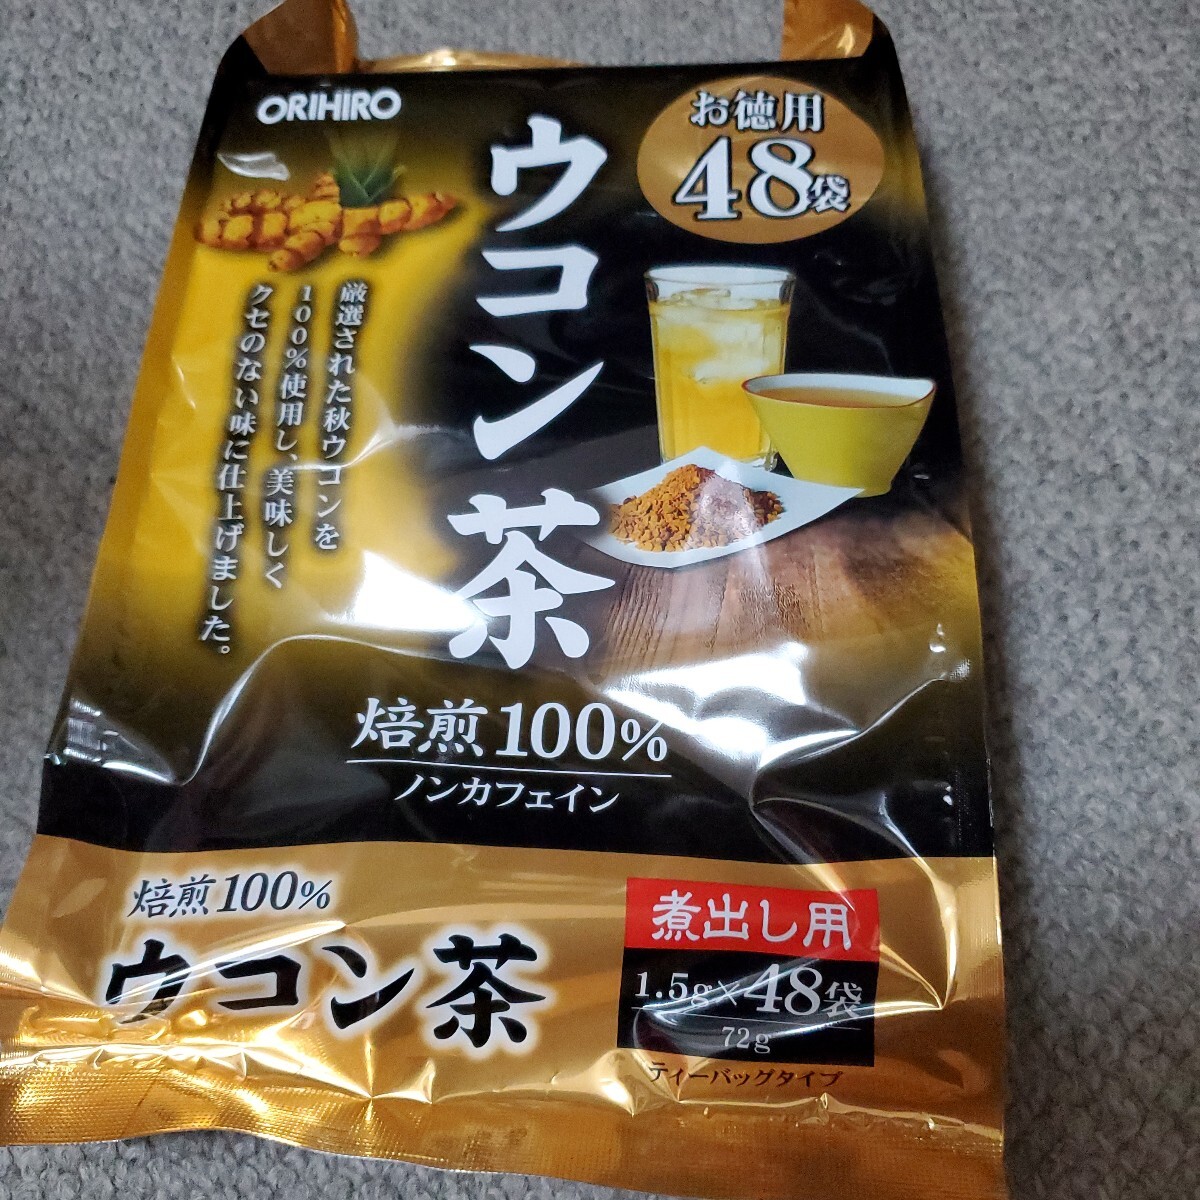 ORIHIRO
お徳用
48袋
ウコン茶
厳選された秋ウコンを
100%使用し、美味しく
クセのない味に仕上げました。
焙煎100%
ノンカフェイン
焙煎100%
ウコン茶
煮出し用
1.5g×48袋
72g
ティーバッグタイプ